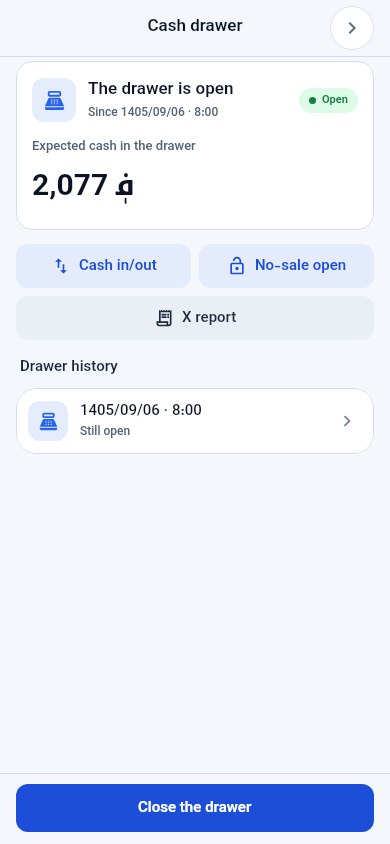 Cash drawer
The drawer is open
Since 1405/09/06 · 8:00
Open
Expected cash in the drawer
2,077 ؋
Cash in/out
No-sale open
X report
Drawer history
1405/09/06 · 8:00
Still open
Close the drawer